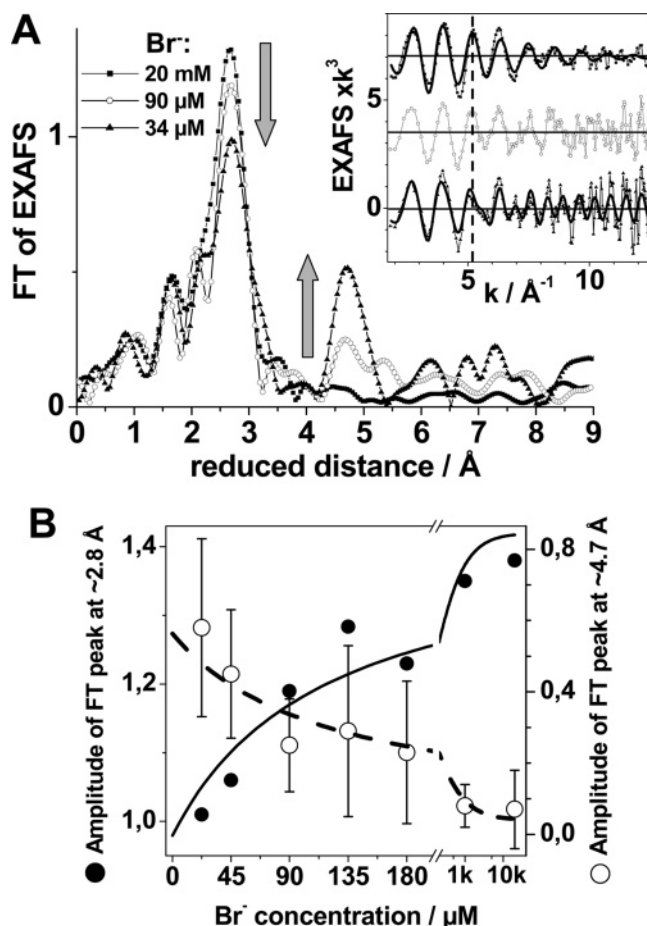 A
Br⁻:
20 mM
90 µM
34 µM
FT of EXAFS
1
0
0 1 2 3 4 5 6 7 8 9
reduced distance / Å
EXAFS xk³
5
0
5 10
k / Å⁻¹
B
Amplitude of FT peak at ~2.8 Å
1,4
1,2
1,0
0,8
0,4
0,0
Amplitude of FT peak at ~4.7 Å
0 45 90 135 180 1k 10k
Br⁻ concentration / µM